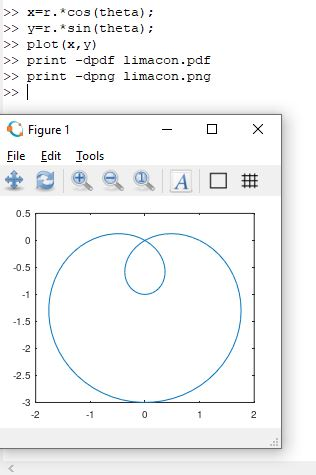 >> x=r.*cos(theta);
>> y=r.*sin(theta);
>> plot(x,y)
>> print -dpdf limacon.pdf
>> print -dpng limacon.png
>>
Figure 1
File Edit Tools
A
0.5
0
-0.5
-1
-1.5
-2
-2.5
-3
-2 -1 0 1 2